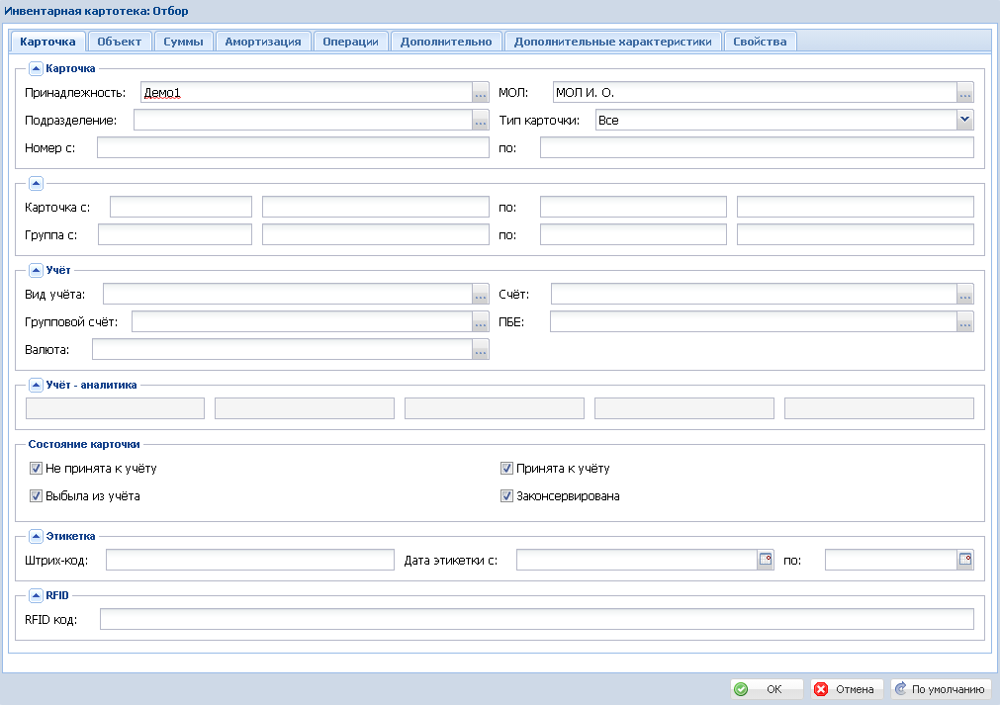 Инвентарная картотека: Отбор
Карточка Объект Суммы Амортизация Операции Дополнительно Дополнительные характеристики Свойства
Карточка
Принадлежность: Демо1 ... МОЛ: МОЛ И. О. ...
Подразделение: ... Тип карточки: Все
Номер с: по:
Карточка с: по:
Группа с: по:
Учёт
Вид учёта: ... Счёт: ...
Групповой счёт: ... ПБЕ: ...
Валюта: ...
Учёт - аналитика
Состояние карточки
Не принята к учёту Принята к учёту
Выбыла из учёта Законсервирована
Этикетка
Штрих-код: Дата этикетки с: по:
RFID
RFID код:
ОК Отмена По умолчанию